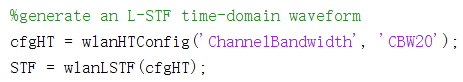 %generate an L-STF time-domain waveform
cfgHT = wlanHTConfig('ChannelBandwidth', 'CBW20');
STF = wlanLSTF(cfgHT);